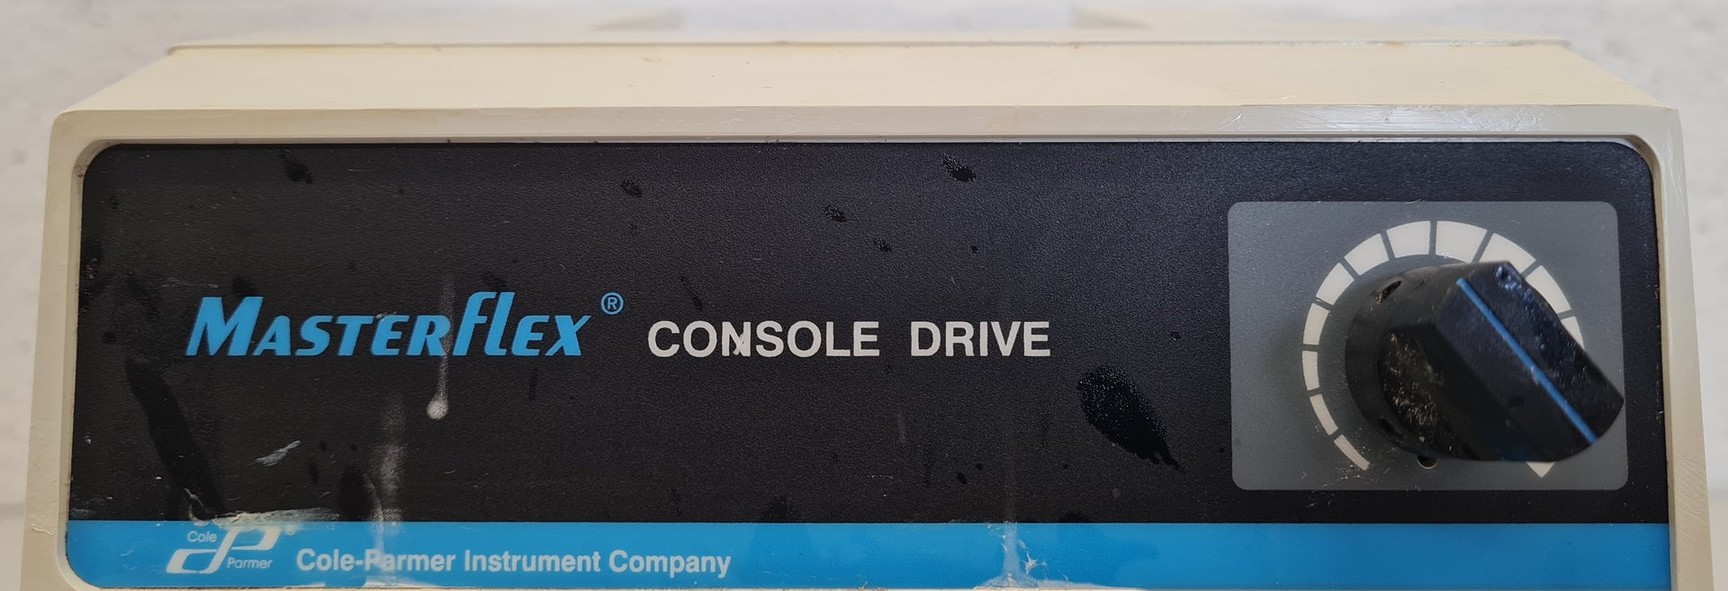 MASTERFLEX® CONSOLE DRIVE
Cole
Parmer
Cole-Parmer Instrument Company